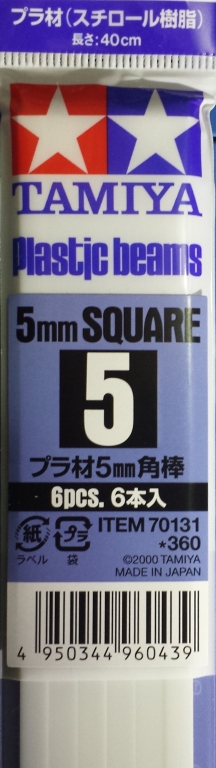 プラ材(スチロール樹脂)
長さ:40cm
TAMIYA
Plastic beams
5mm SQUARE
5
プラ材5mm角棒
6pcs. 6本入
紙 プラ ITEM 70131
ラベル 袋 *360
©2000 TAMIYA
MADE IN JAPAN
4 950344 960439